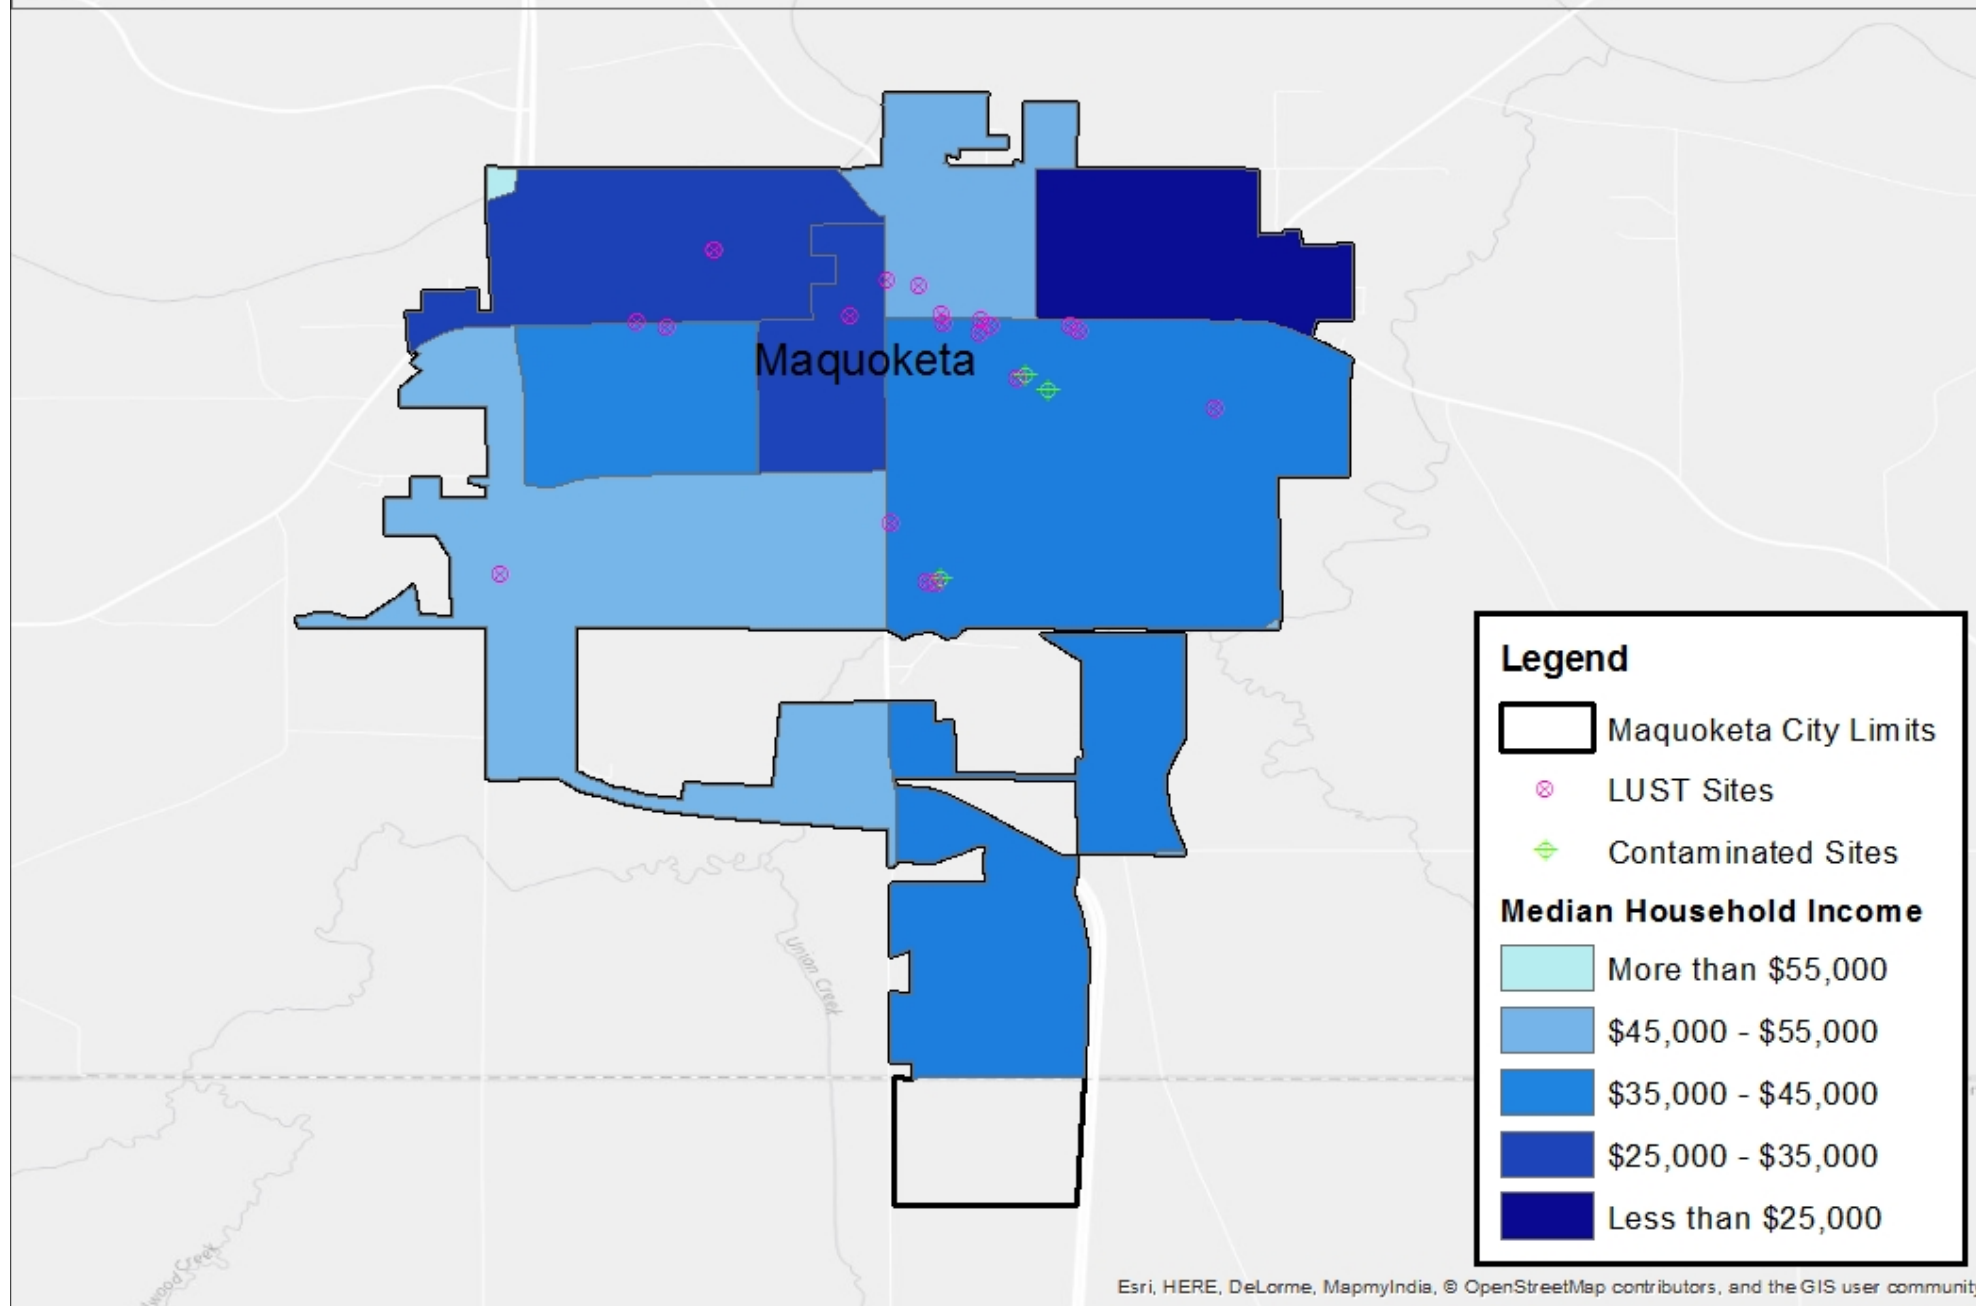 Maquoketa
Union Creek
Legend
Maquoketa City Limits
LUST Sites
Contaminated Sites
Median Household Income
More than $55,000
$45,000 - $55,000
$35,000 - $45,000
$25,000 - $35,000
Less than $25,000
wood Creek
Esri, HERE, DeLorme, MapmyIndia, © OpenStreetMap contributors, and the GIS user community